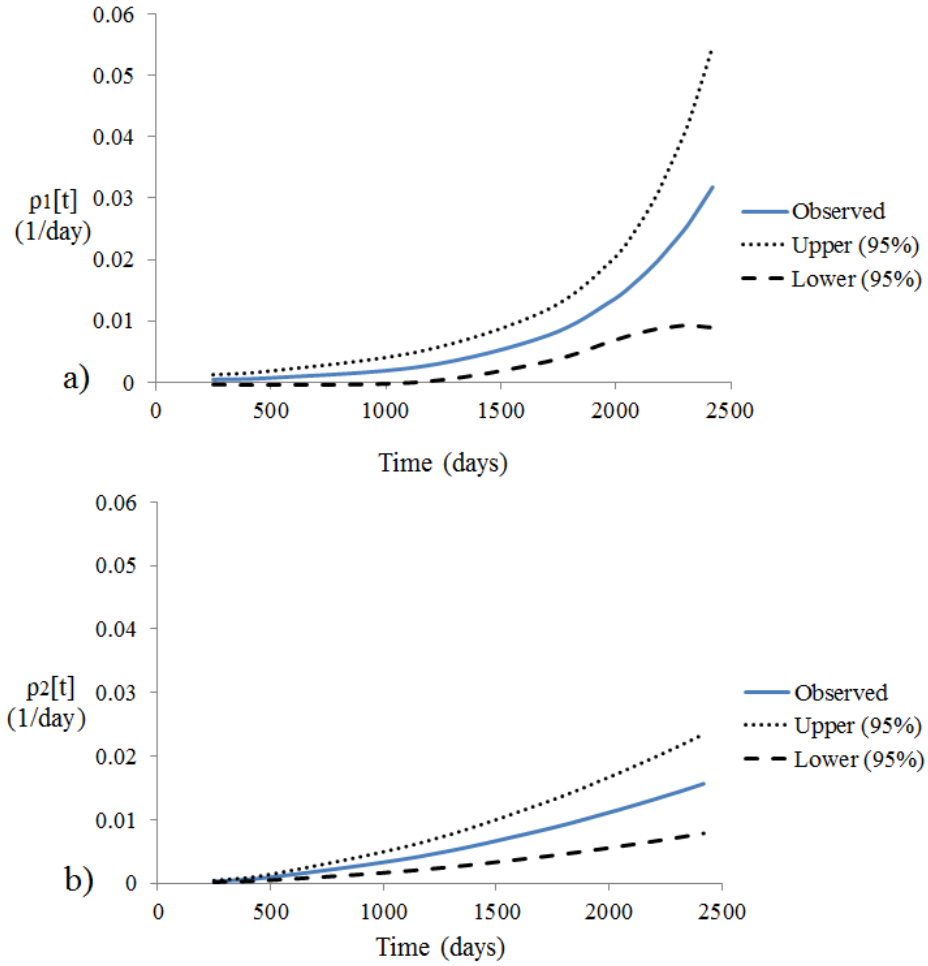 0.06
0.05
0.04
0.03
0.02
0.01
0
ρ1[t]
(1/day)
Observed
Upper (95%)
Lower (95%)
a)
0 500 1000 1500 2000 2500
Time (days)
0.06
0.05
0.04
0.03
0.02
0.01
0
ρ2[t]
(1/day)
Observed
Upper (95%)
Lower (95%)
b)
0 500 1000 1500 2000 2500
Time (days)